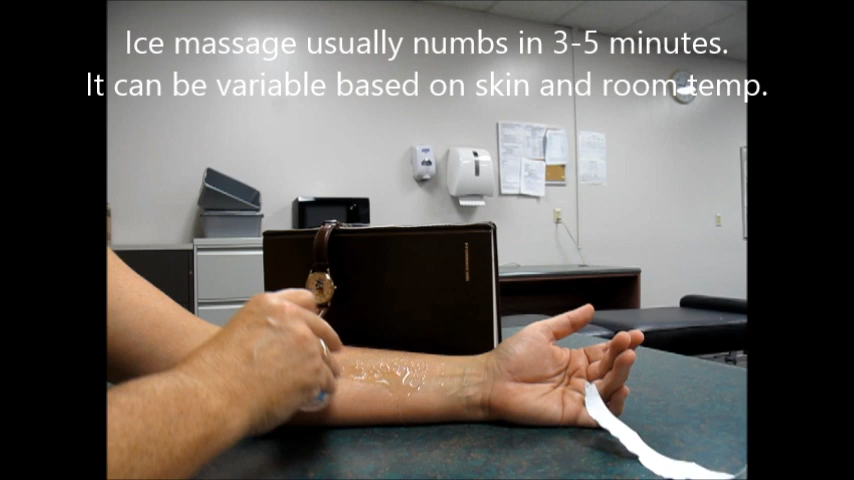 Ice massage usually numbs in 3-5 minutes.
It can be variable based on skin and room temp.